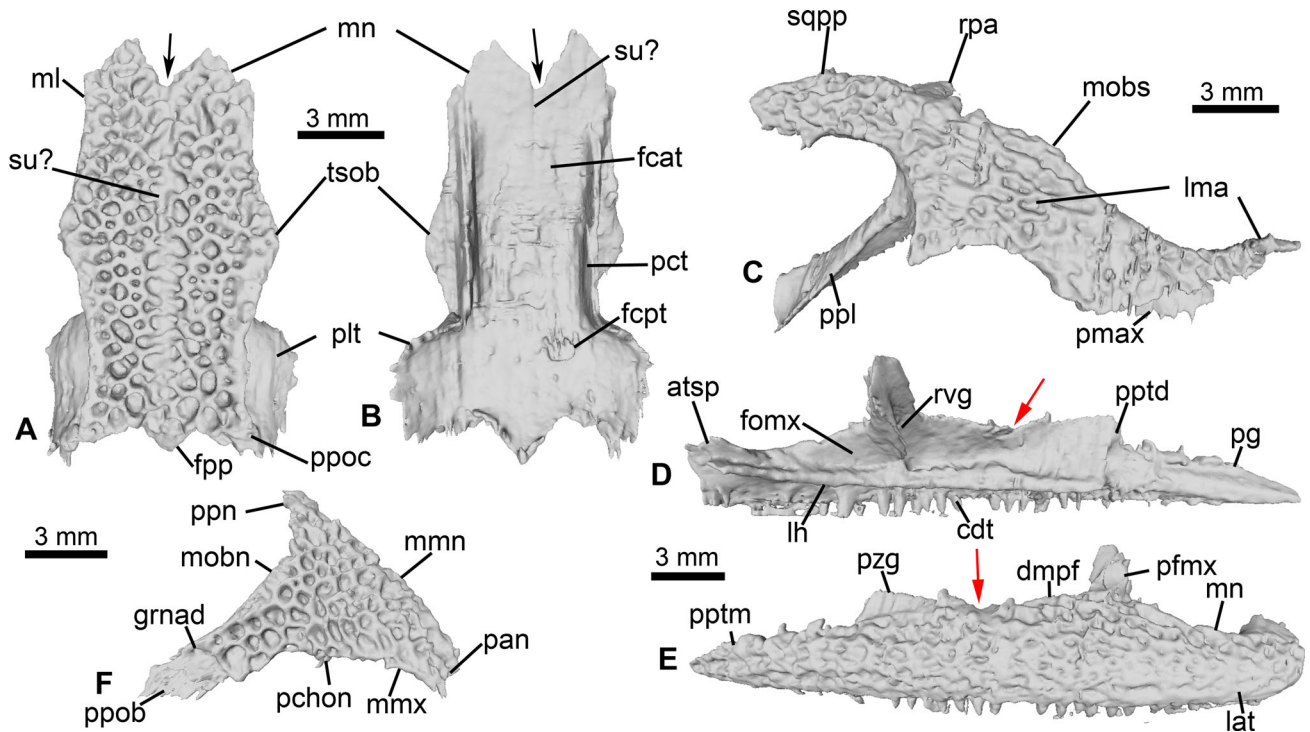 mn
ml
su?
3 mm
su?
fcat
tsob
pct
plt
fcpt
A
B
fpp
ppoc
sqpp
rpa
mobs
3 mm
lma
C
ppl
pmax
atsp
fomx
rvg
pptd
pg
D
lh
cdt
3 mm
pzg
dmpf
pfmx
mn
pptm
E
lat
ppn
3 mm
mobn
mmn
grnad
pan
F
ppob
pchon
mmx